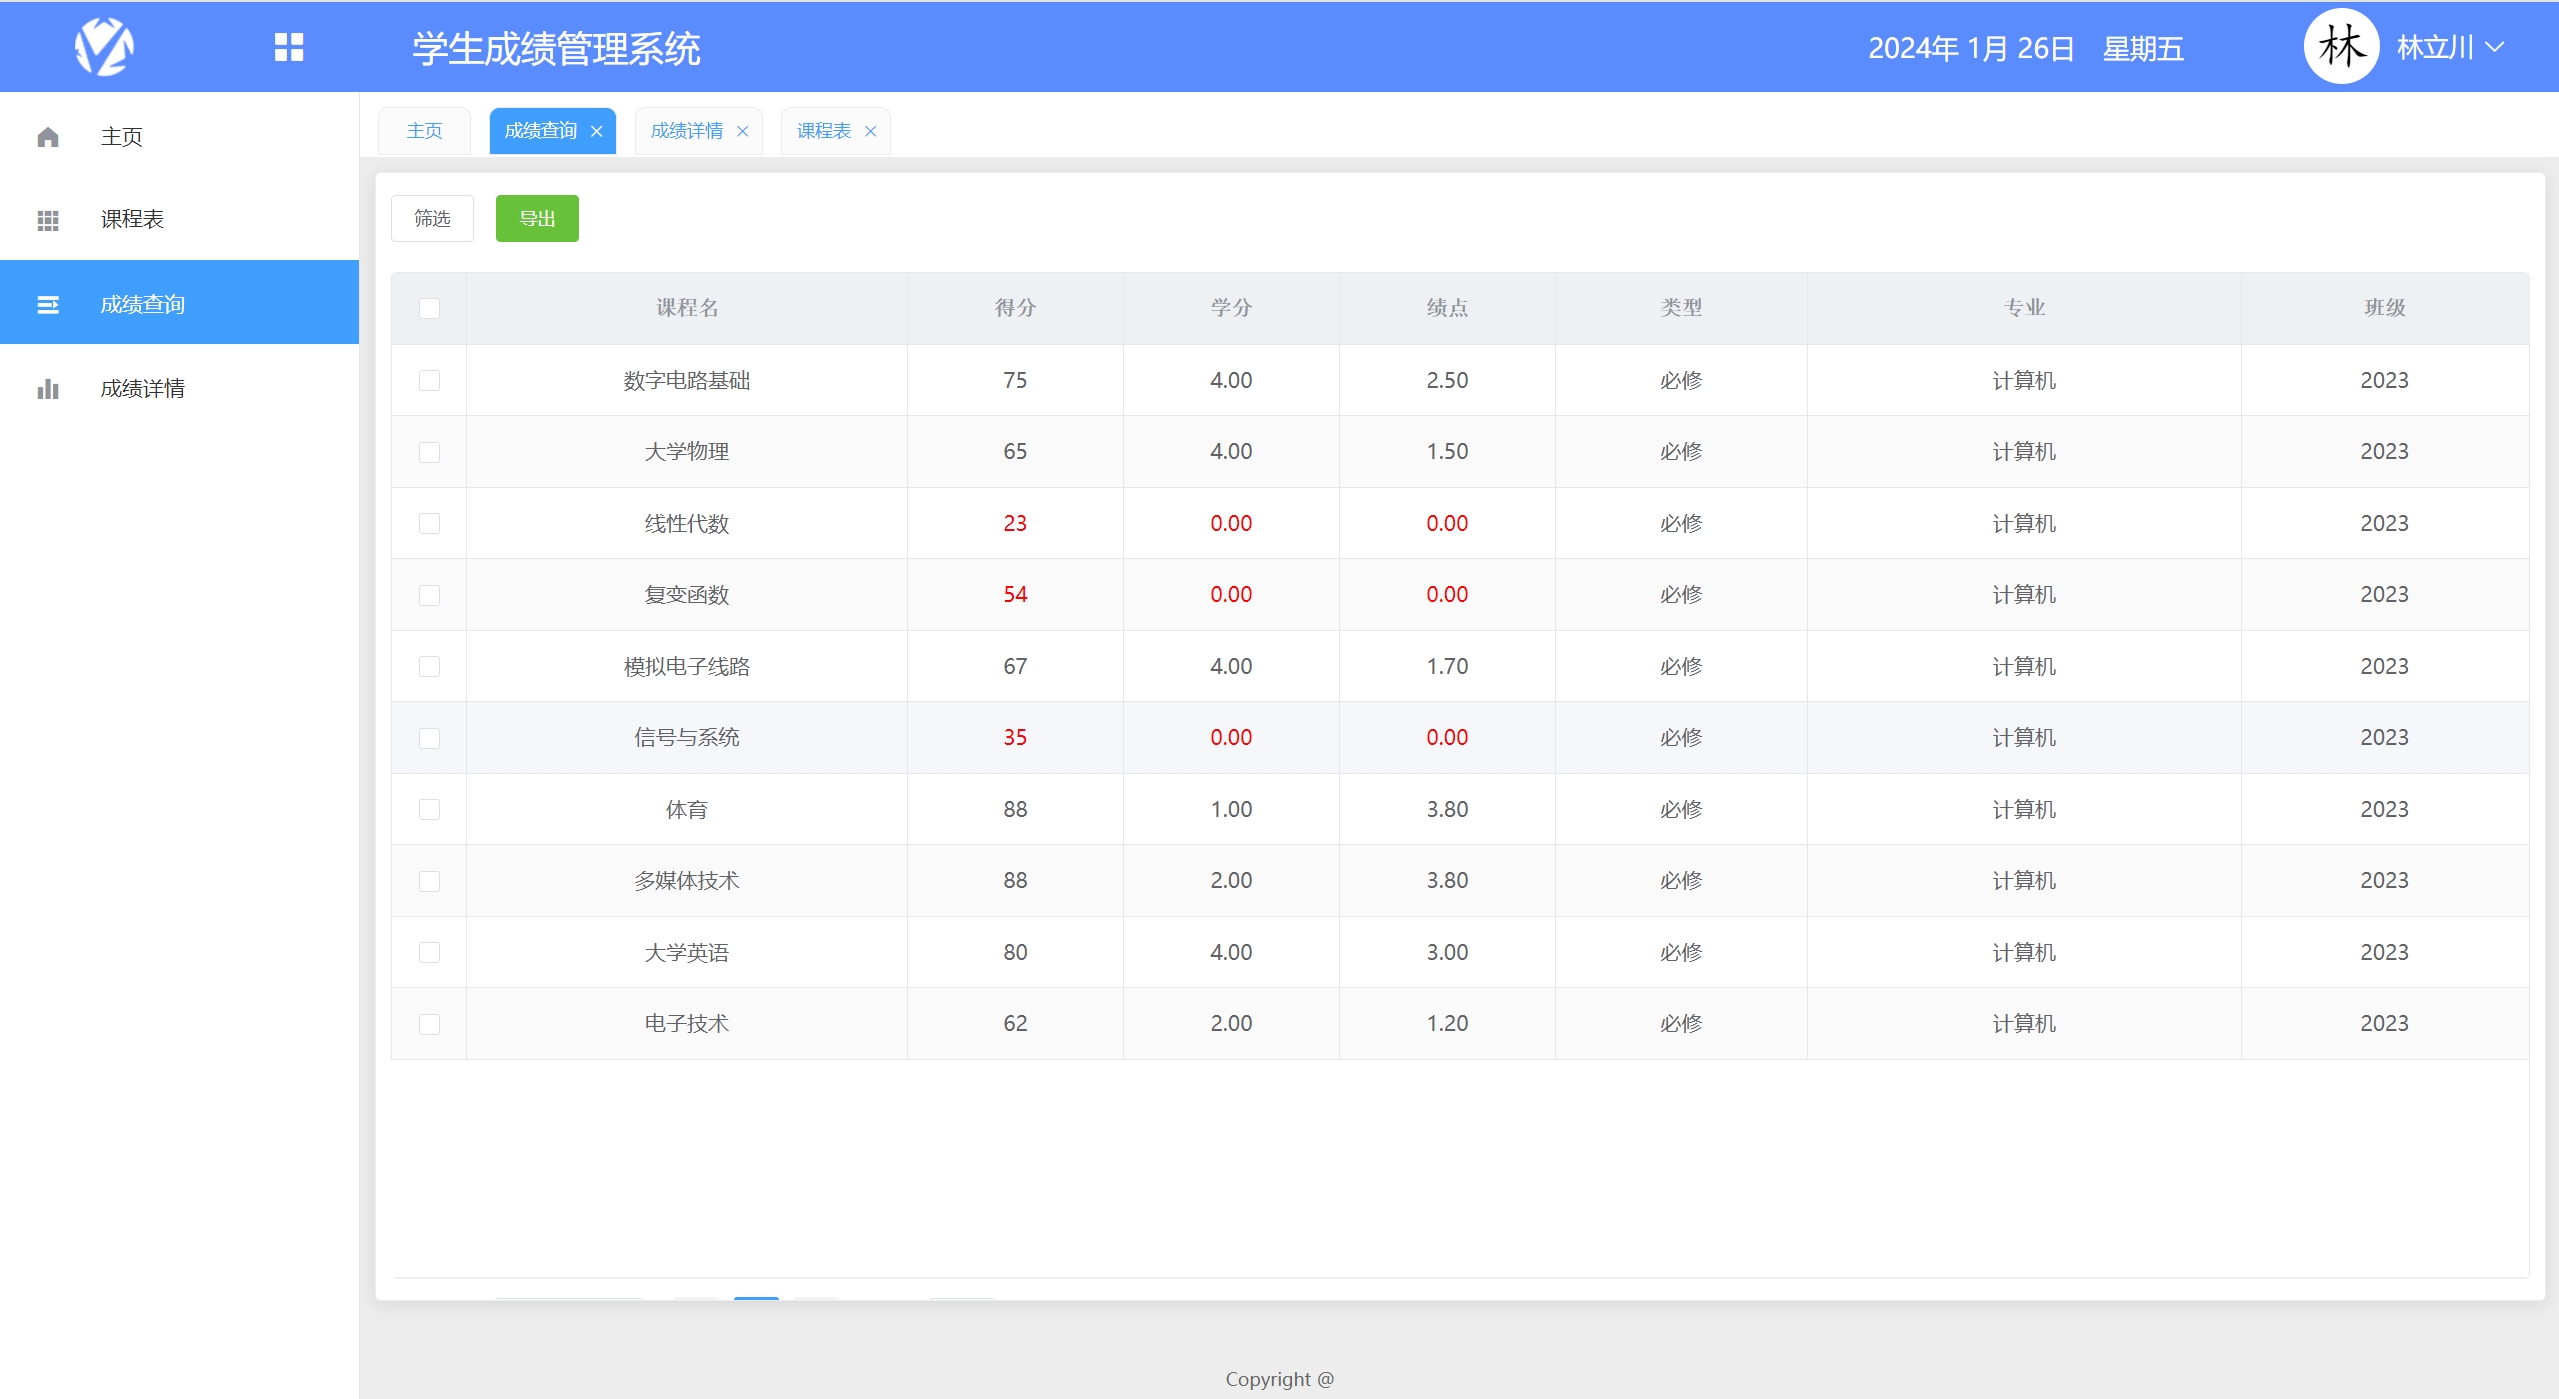 学生成绩管理系统 2024年 1月 26日 星期五 林 林立川
主页
课程表
成绩查询
成绩详情
主页 成绩查询 成绩详情 课程表
筛选 导出
课程名 得分 学分 绩点 类型 专业 班级
数字电路基础 75 4.00 2.50 必修 计算机 2023
大学物理 65 4.00 1.50 必修 计算机 2023
线性代数 23 0.00 0.00 必修 计算机 2023
复变函数 54 0.00 0.00 必修 计算机 2023
模拟电子线路 67 4.00 1.70 必修 计算机 2023
信号与系统 35 0.00 0.00 必修 计算机 2023
体育 88 1.00 3.80 必修 计算机 2023
多媒体技术 88 2.00 3.80 必修 计算机 2023
大学英语 80 4.00 3.00 必修 计算机 2023
电子技术 62 2.00 1.20 必修 计算机 2023
Copyright @